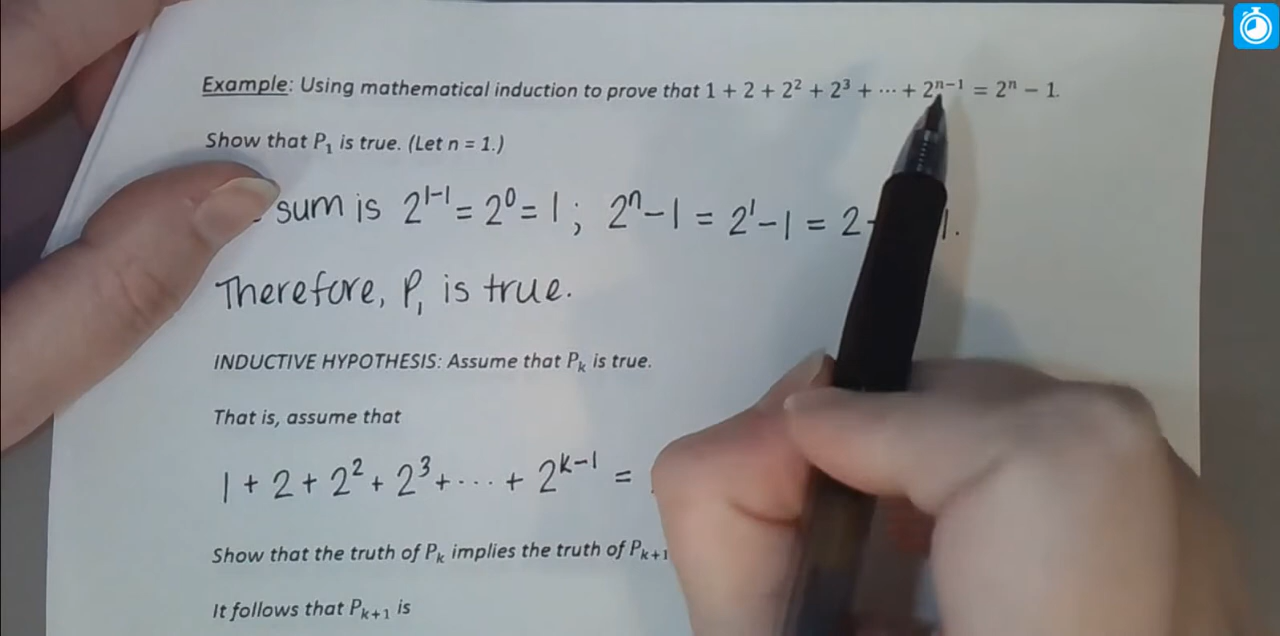 Example: Using mathematical induction to prove that 1 + 2 + 2² + 2³ + ⋯ + 2ⁿ⁻¹ = 2ⁿ − 1.
Show that P₁ is true. (Let n = 1.)
sum is 2¹⁻¹ = 2⁰ = 1 ; 2ⁿ − 1 = 2¹ − 1 = 2 - 1.
Therefore, P₁ is true.
INDUCTIVE HYPOTHESIS: Assume that Pₖ is true.
That is, assume that
1 + 2 + 2² + 2³ + ... + 2ᵏ⁻¹ =
Show that the truth of Pₖ implies the truth of Pₖ₊₁
It follows that Pₖ₊₁ is